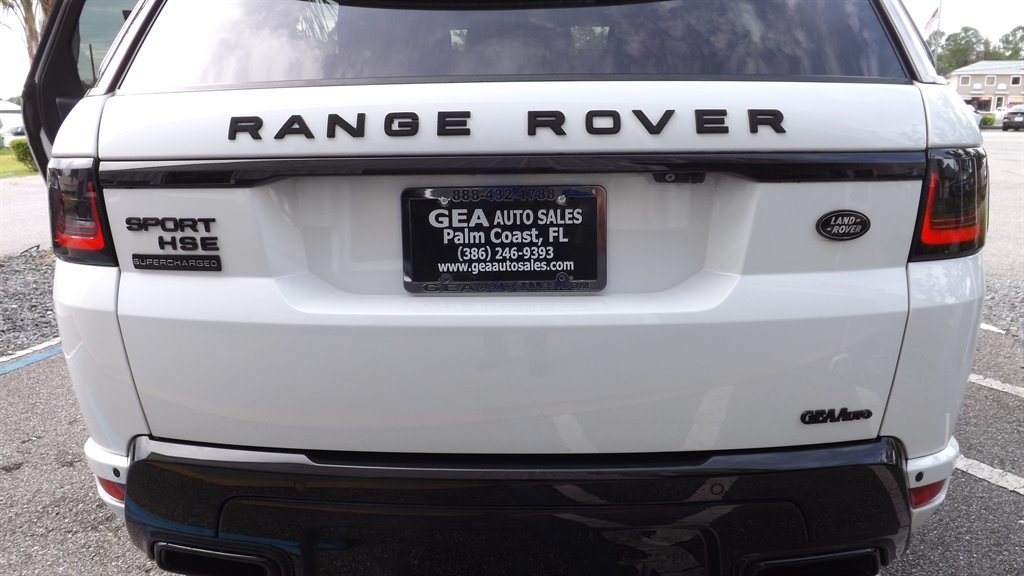 RANGE ROVER
SPORT
HSE
SUPERCHARGED
888-432-4788
GEA AUTO SALES
Palm Coast, FL
(386) 246-9393
www.geaautosales.com
LAND-
-ROVER
GEAAUTO